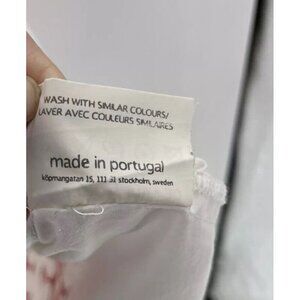 WASH WITH SIMILAR COLOURS/
LAVER AVEC COULEURS SIMILAIRES
made in portugal
köpmangatan 15, 111 31 stockholm, sweden